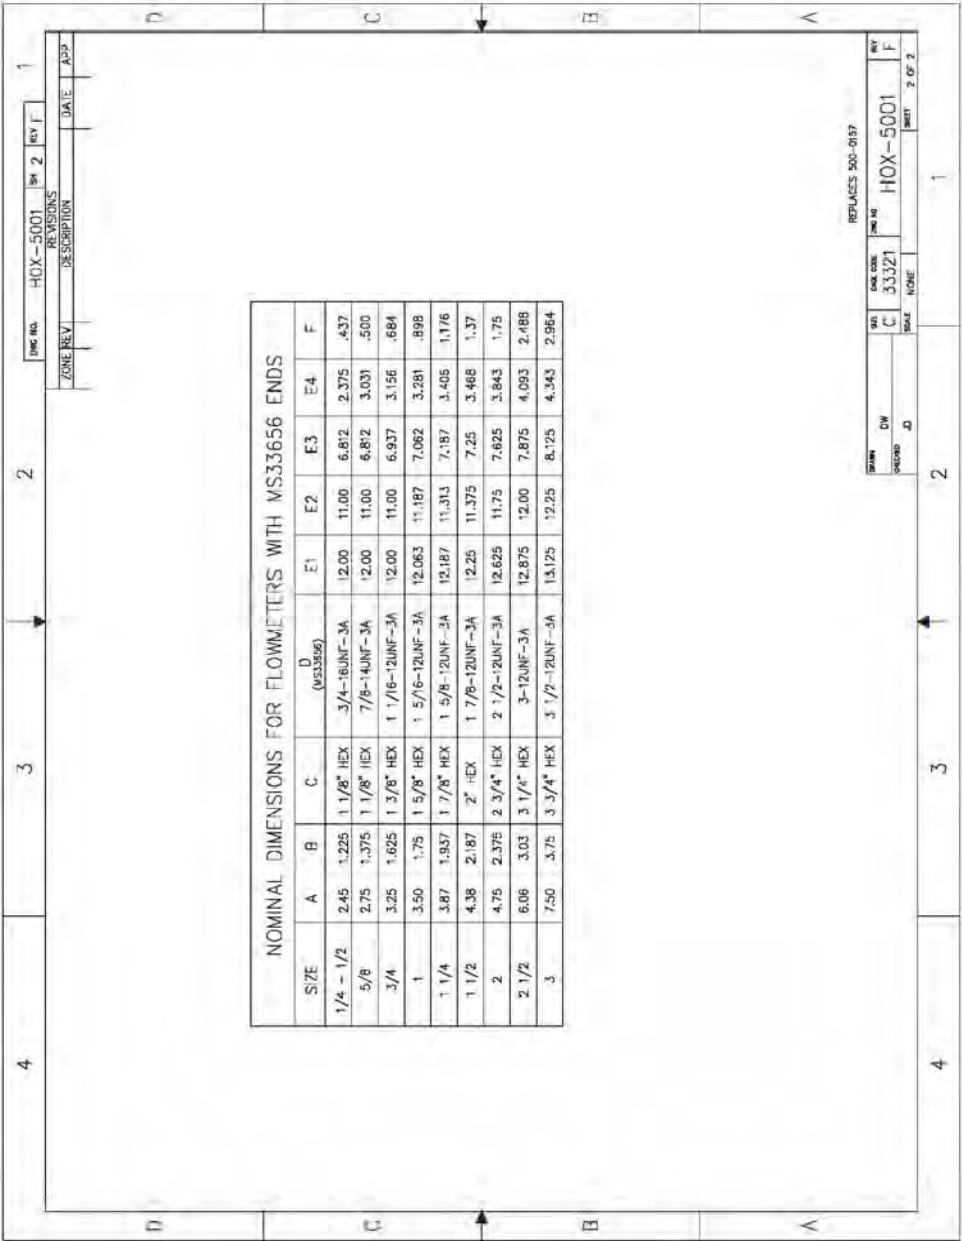 4 3 2 1
DWG NO. HOX-5001 SH 2 REV F
REVISIONS
ZONE REV DESCRIPTION DATE APP
D D
C C
B B
A A
NOMINAL DIMENSIONS FOR FLOWMETERS WITH MS33656 ENDS
SIZE A B C D (MS33656) E1 E2 E3 E4 F
1/4 - 1/2 2.45 1.225 1 1/8" HEX 3/4-16UNF-3A 12.00 11.00 6.812 2.375 .437
5/8 2.75 1.375 1 1/8" HEX 7/8-14UNF-3A 12.00 11.00 6.812 3.031 .500
3/4 3.25 1.625 1 3/8" HEX 1 1/16-12UNF-3A 12.00 11.00 6.937 3.156 .684
1 3.50 1.75 1 5/8" HEX 1 5/16-12UNF-3A 12.063 11.187 7.062 3.281 .898
1 1/4 3.87 1.937 1 7/8" HEX 1 5/8-12UNF-3A 12.187 11.313 7.187 3.406 1.176
1 1/2 4.38 2.187 2" HEX 1 7/8-12UNF-3A 12.25 11.375 7.25 3.468 1.37
2 4.75 2.375 2 3/4" HEX 2 1/2-12UNF-3A 12.625 11.75 7.625 3.843 1.75
2 1/2 6.06 3.03 3 1/4" HEX 3-12UNF-3A 12.875 12.00 7.875 4.093 2.488
3 7.50 3.75 3 3/4" HEX 3 1/2-12UNF-3A 13.125 12.25 8.125 4.343 2.964
REPLACES 500-0157
DRAWN DW
CHECKED JD
SIZE C CAGE CODE 33321 DWG NO HOX-5001 REV F
SCALE NONE SHEET 2 OF 2
4 3 2 1